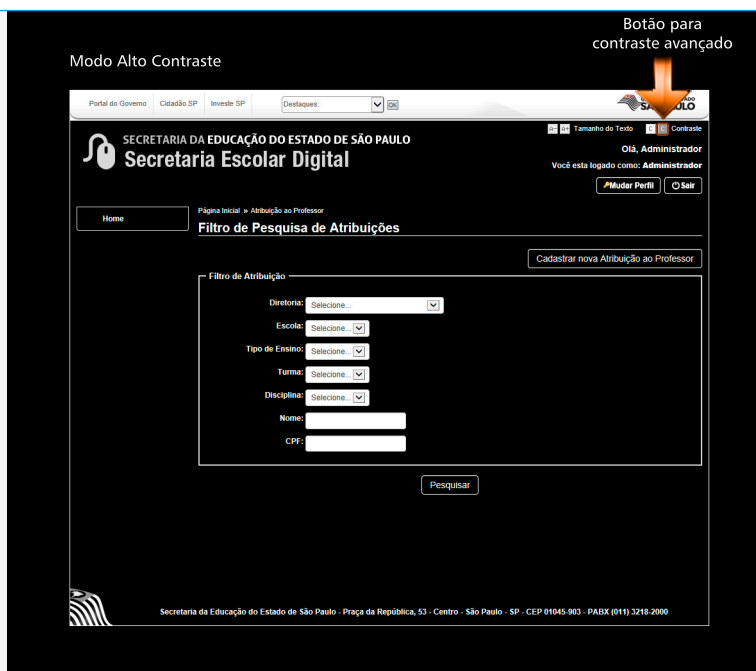 Botão para
contraste avançado
Modo Alto Contraste
Portal do Governo Cidadão.SP Investe SP Destaques: OK
A- A+ Tamanho do Texto C C Contraste
SECRETARIA DA EDUCAÇÃO DO ESTADO DE SÃO PAULO
Secretaria Escolar Digital
Olá, Administrador
Você esta logado como: Administrador
Mudar Perfil Sair
Home
Página Inicial » Atribuição ao Professor
Filtro de Pesquisa de Atribuições
Cadastrar nova Atribuição ao Professor
Filtro de Atribuição
Diretoria: Selecione...
Escola: Selecione...
Tipo de Ensino: Selecione...
Turma: Selecione...
Disciplina: Selecione...
Nome:
CPF:
Pesquisar
Secretaria da Educação do Estado de São Paulo - Praça da República, 53 - Centro - São Paulo - SP - CEP 01045-903 - PABX (011) 3218-2000